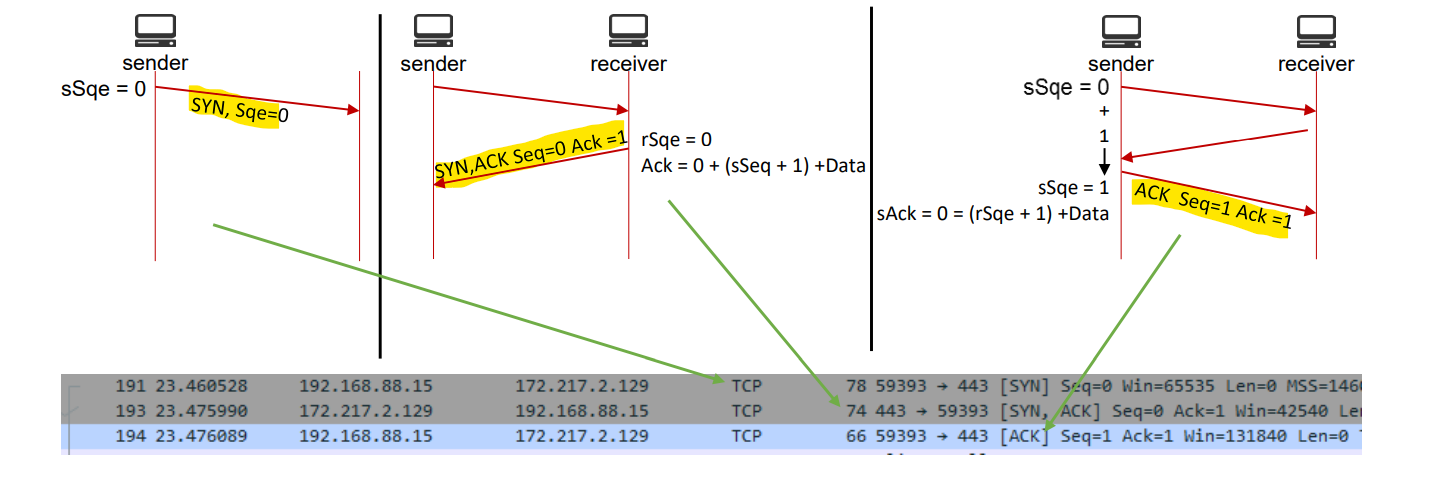 sender
sSqe = 0
SYN, Sqe=0
sender
receiver
SYN,ACK Seq=0 Ack =1
rSqe = 0
Ack = 0 + (sSeq + 1) +Data
sender
receiver
sSqe = 0
+
1
sSqe = 1
sAck = 0 = (rSqe + 1) +Data
ACK Seq=1 Ack =1
191 23.460528 192.168.88.15 172.217.2.129 TCP 78 59393 → 443 [SYN] Seq=0 Win=65535 Len=0 MSS=146
193 23.475990 172.217.2.129 192.168.88.15 TCP 74 443 → 59393 [SYN, ACK] Seq=0 Ack=1 Win=42540 Le
194 23.476089 192.168.88.15 172.217.2.129 TCP 66 59393 → 443 [ACK] Seq=1 Ack=1 Win=131840 Len=0